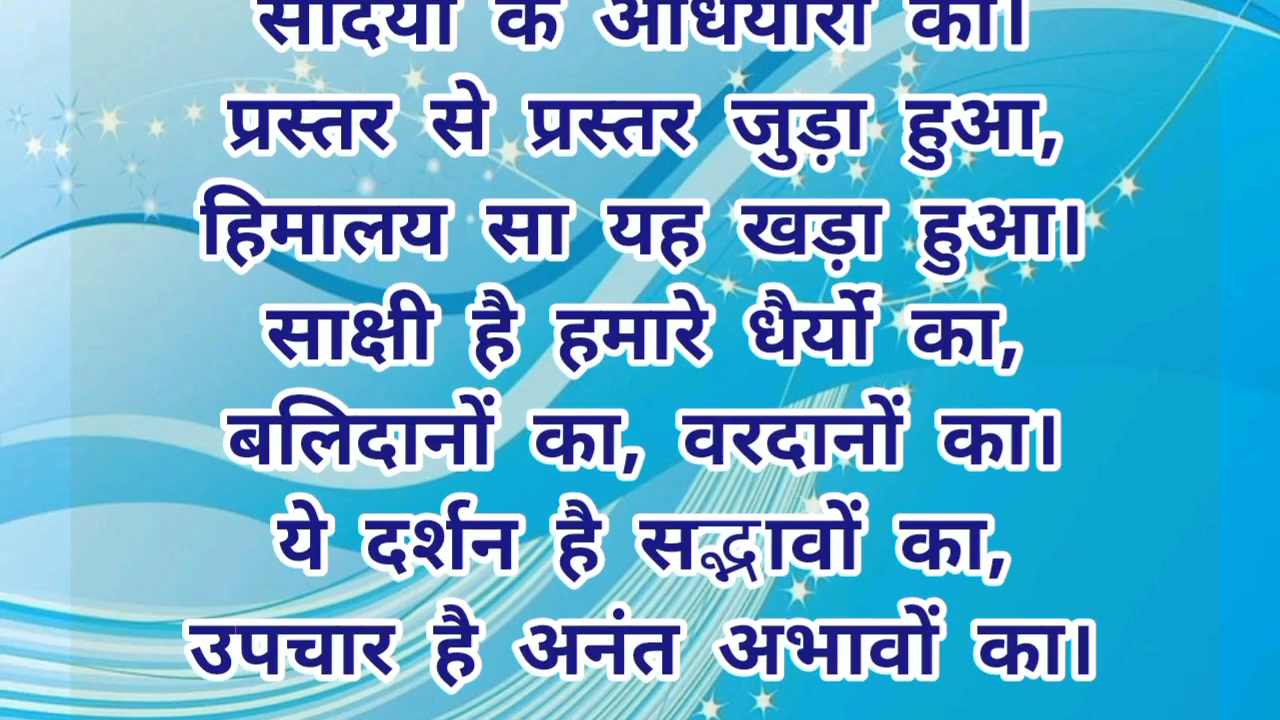 प्रस्तर से प्रस्तर जुड़ा हुआ,
हिमालय सा यह खड़ा हुआ।
साक्षी है हमारे धैर्यो का,
बलिदानों का, वरदानों का।
ये दर्शन है सद्भावों का,
उपचार है अनंत अभावों का।